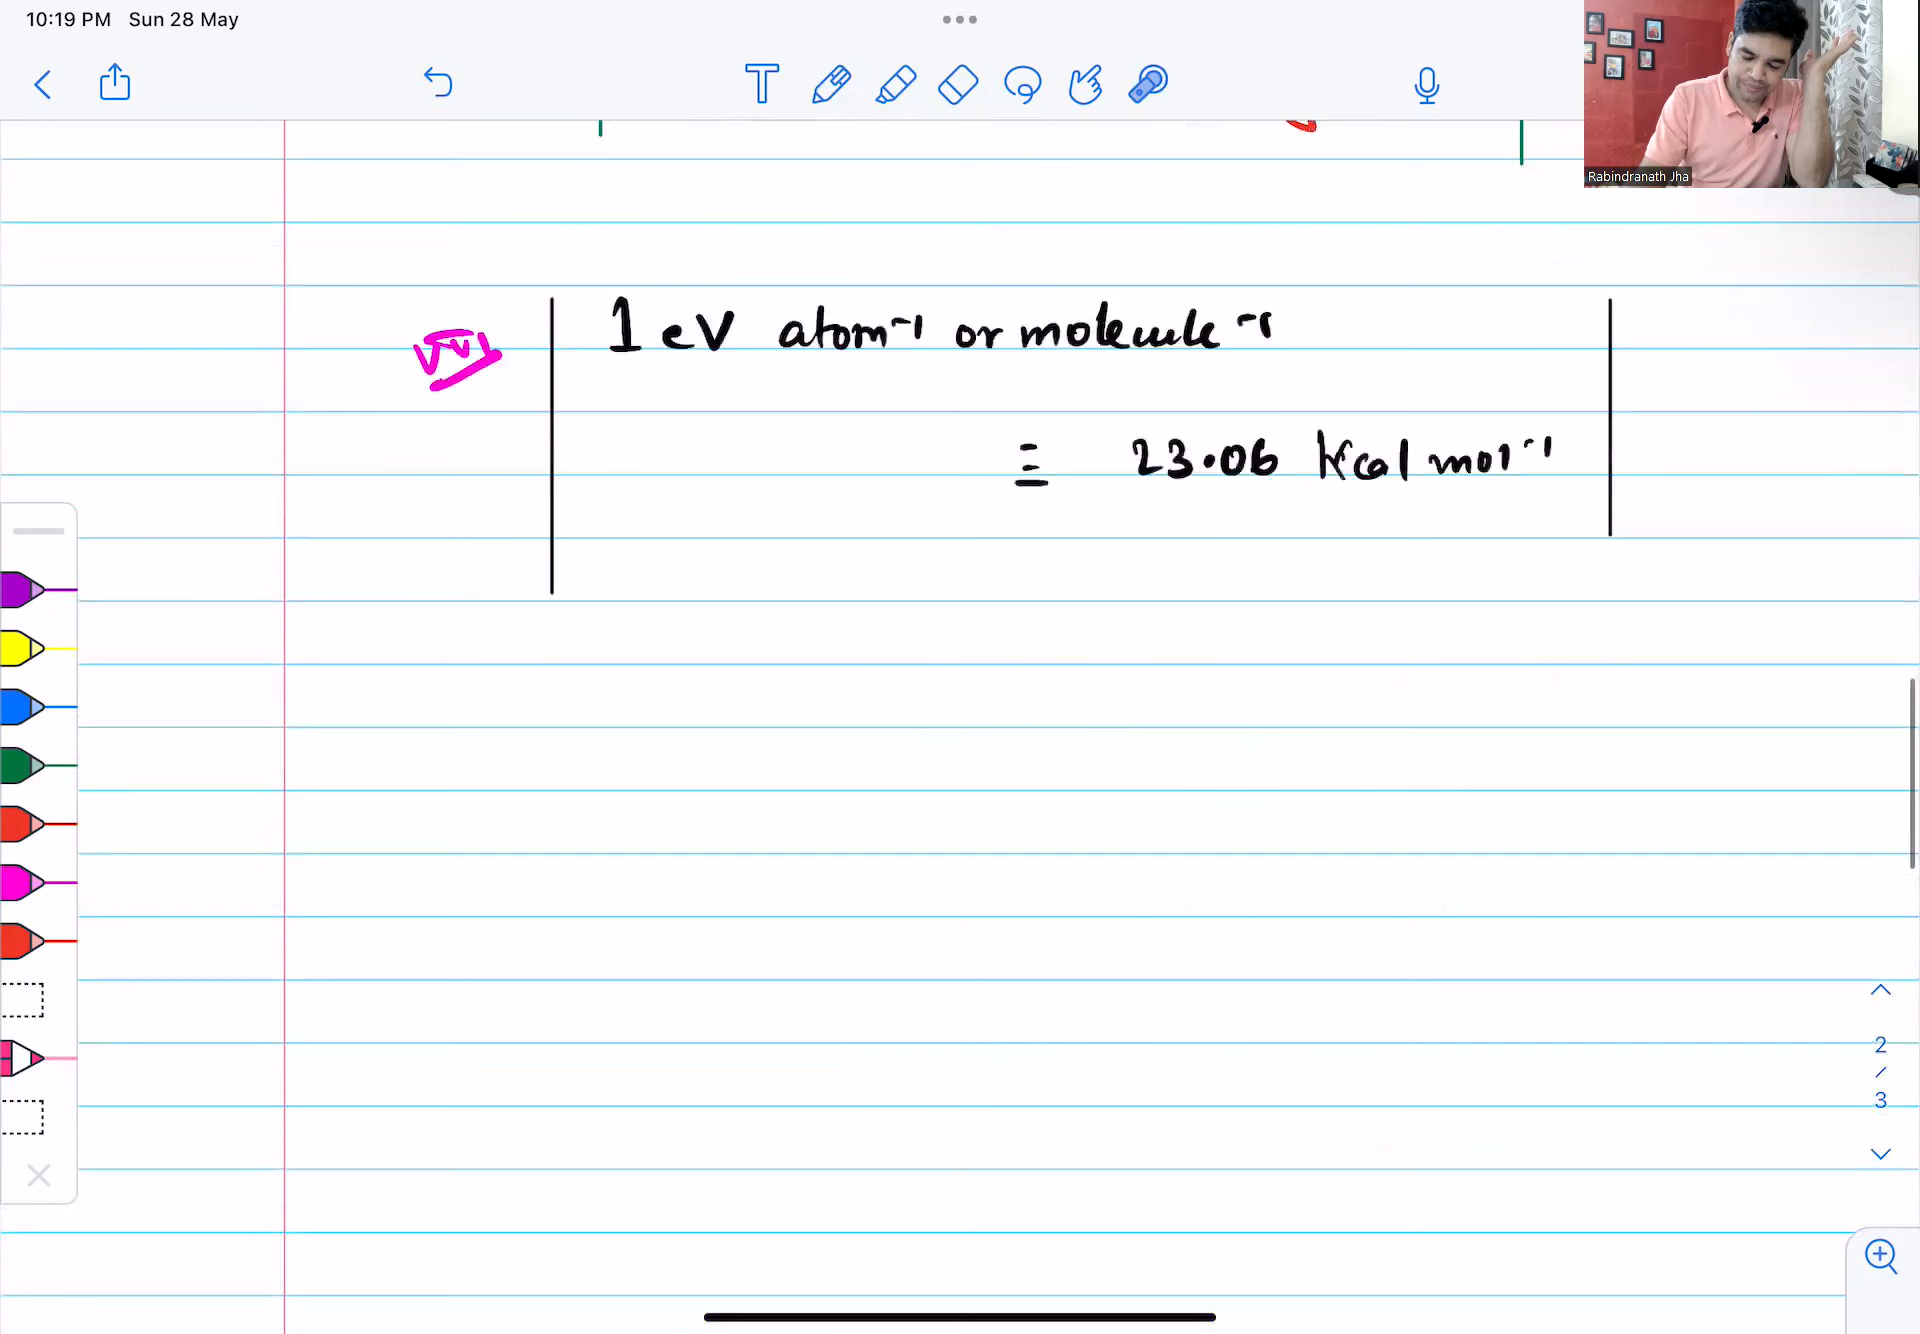 10:19 PM Sun 28 May
Rabindranath Jha
VVI
1 eV atom⁻¹ or molecule⁻¹
≡ 23.06 Kcal mol⁻¹
2
/
3